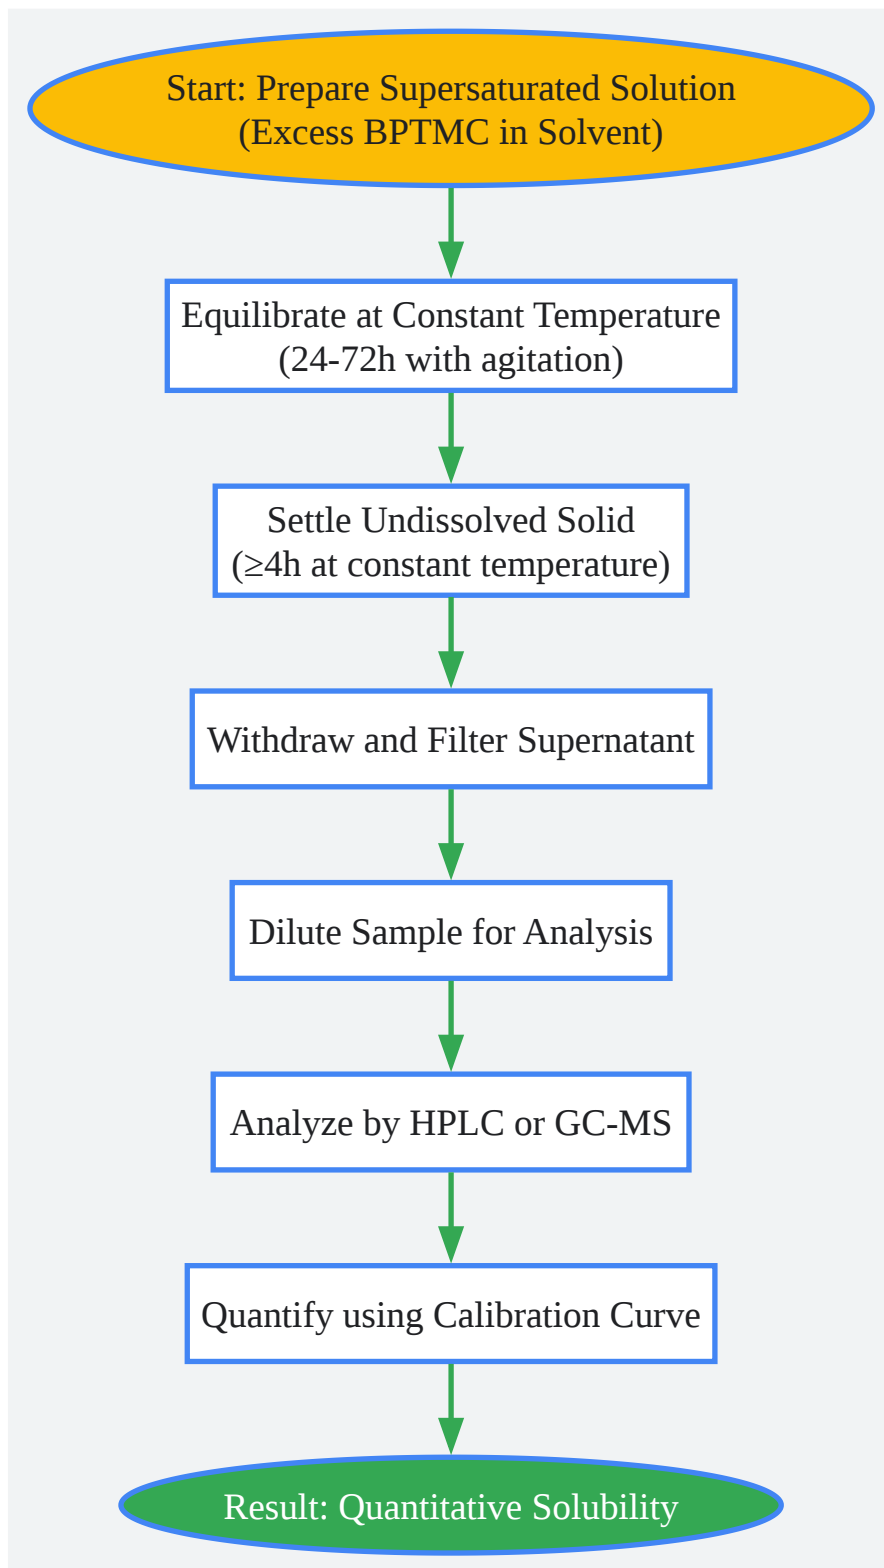 Start: Prepare Supersaturated Solution
(Excess BPTMC in Solvent)
Equilibrate at Constant Temperature
(24-72h with agitation)
Settle Undissolved Solid
(≥4h at constant temperature)
Withdraw and Filter Supernatant
Dilute Sample for Analysis
Analyze by HPLC or GC-MS
Quantify using Calibration Curve
Result: Quantitative Solubility